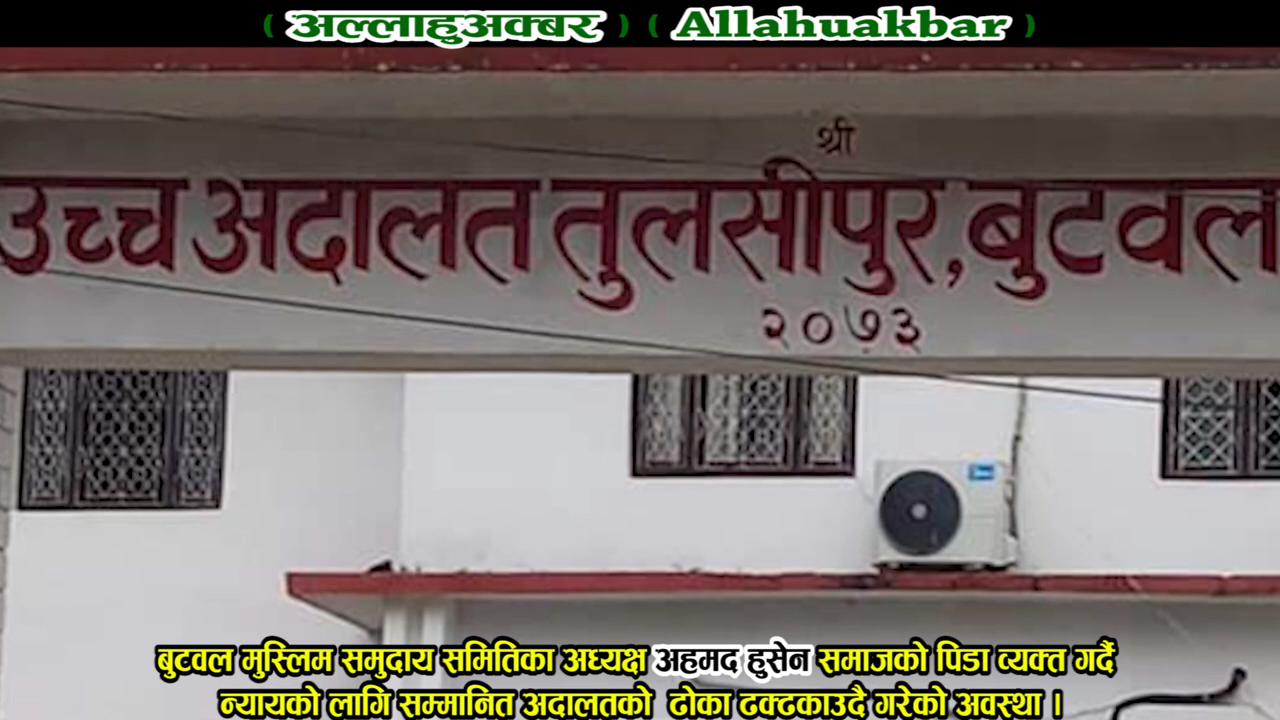 ( अल्लाहुअक्बर ) ( Allahuakbar )
श्री
उच्च अदालत तुलसीपुर, बुटवल
२०७३
बुटवल मुस्लिम समुदाय समितिका अध्यक्ष अहमद हुसेन समाजको पिडा व्यक्त गर्दै
न्यायको लागि सम्मानित अदालतको ढोका ढक्ढकाउदै गरेको अवस्था ।